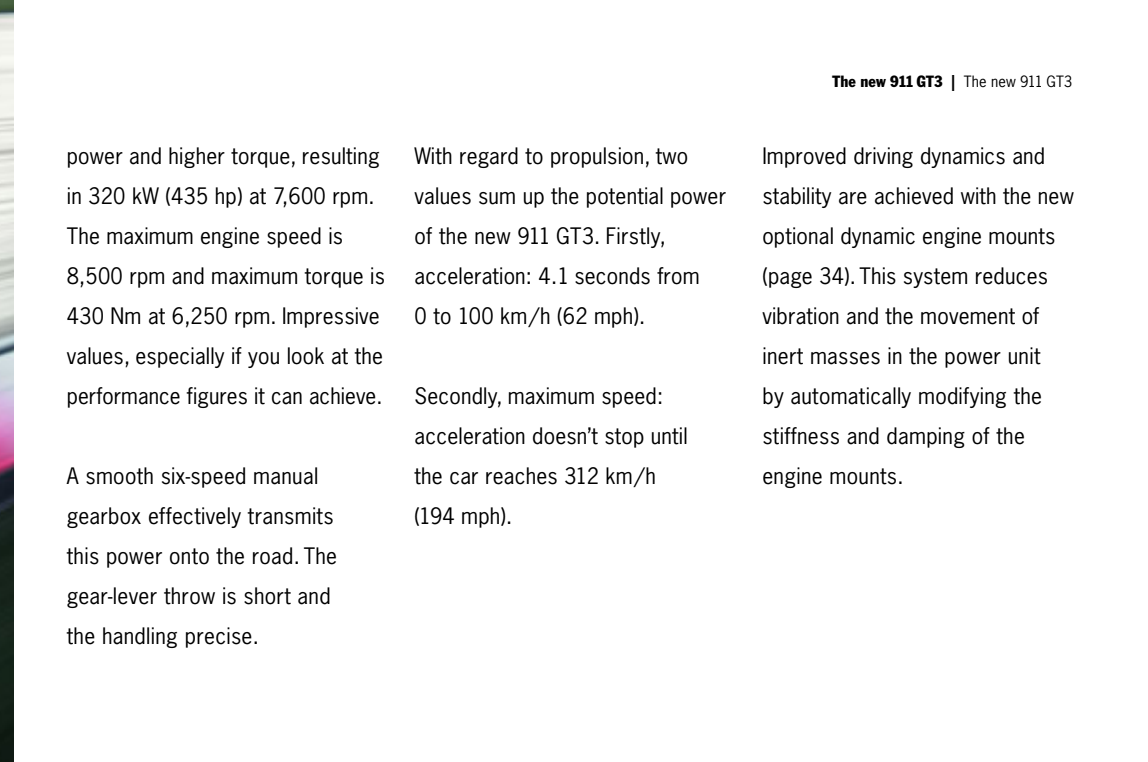 The new 911 GT3 | The new 911 GT3
power and higher torque, resulting
in 320 kW (435 hp) at 7,600 rpm.
The maximum engine speed is
8,500 rpm and maximum torque is
430 Nm at 6,250 rpm. Impressive
values, especially if you look at the
performance figures it can achieve.
A smooth six-speed manual
gearbox effectively transmits
this power onto the road. The
gear-lever throw is short and
the handling precise.
With regard to propulsion, two
values sum up the potential power
of the new 911 GT3. Firstly,
acceleration: 4.1 seconds from
0 to 100 km/h (62 mph).
Secondly, maximum speed:
acceleration doesn't stop until
the car reaches 312 km/h
(194 mph).
Improved driving dynamics and
stability are achieved with the new
optional dynamic engine mounts
(page 34). This system reduces
vibration and the movement of
inert masses in the power unit
by automatically modifying the
stiffness and damping of the
engine mounts.